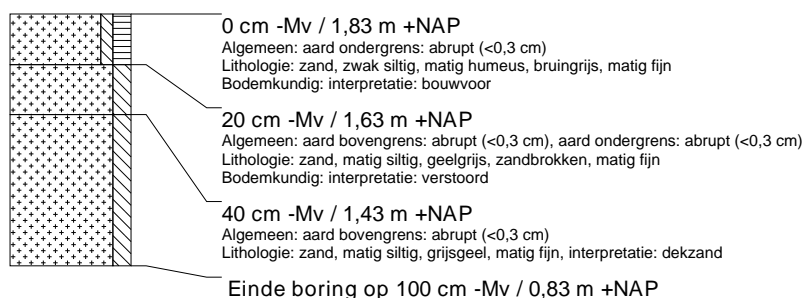 0 cm -Mv / 1,83 m +NAP
Algemeen: aard ondergrens: abrupt (<0,3 cm)
Lithologie: zand, zwak siltig, matig humeus, bruingrijs, matig fijn
Bodemkundig: interpretatie: bouwvoor
20 cm -Mv / 1,63 m +NAP
Algemeen: aard bovengrens: abrupt (<0,3 cm), aard ondergrens: abrupt (<0,3 cm)
Lithologie: zand, matig siltig, geelgrijs, zandbrokken, matig fijn
Bodemkundig: interpretatie: verstoord
40 cm -Mv / 1,43 m +NAP
Algemeen: aard bovengrens: abrupt (<0,3 cm)
Lithologie: zand, matig siltig, grijsgeel, matig fijn, interpretatie: dekzand
Einde boring op 100 cm -Mv / 0,83 m +NAP